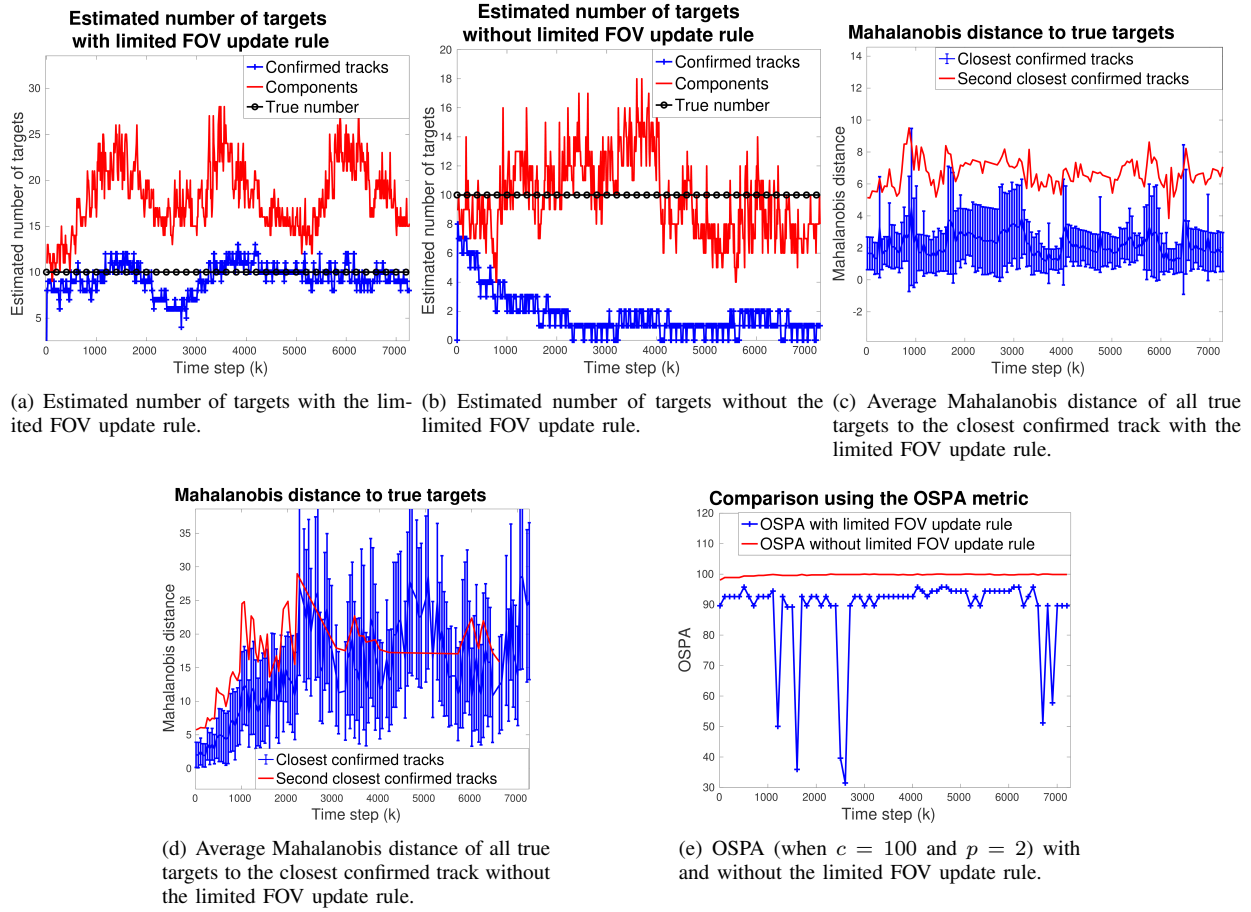 Estimated number of targets
with limited FOV update rule
Estimated number of targets
30
25
20
15
10
5
Confirmed tracks
Components
True number
0 1000 2000 3000 4000 5000 6000 7000
Time step (k)
(a) Estimated number of targets with the lim-
ited FOV update rule.
Estimated number of targets
without limited FOV update rule
Estimated number of targets
20
18
16
14
12
10
8
6
4
2
0
Confirmed tracks
Components
True number
0 1000 2000 3000 4000 5000 6000 7000
Time step (k)
(b) Estimated number of targets without the
limited FOV update rule.
Mahalanobis distance to true targets
Mahalanobis distance
14
12
10
8
6
4
2
0
-2
Closest confirmed tracks
Second closest confirmed tracks
0 1000 2000 3000 4000 5000 6000 7000
Time step (k)
(c) Average Mahalanobis distance of all true
targets to the closest confirmed track with the
limited FOV update rule.
Mahalanobis distance to true targets
Mahalanobis distance
35
30
25
20
15
10
5
0
Closest confirmed tracks
Second closest confirmed tracks
0 1000 2000 3000 4000 5000 6000 7000
Time step (k)
(d) Average Mahalanobis distance of all true
targets to the closest confirmed track without
the limited FOV update rule.
Comparison using the OSPA metric
OSPA
120
110
100
90
80
70
60
50
40
30
OSPA with limited FOV update rule
OSPA without limited FOV update rule
0 1000 2000 3000 4000 5000 6000 7000
Time step (k)
(e) OSPA (when c = 100 and p = 2) with
and without the limited FOV update rule.